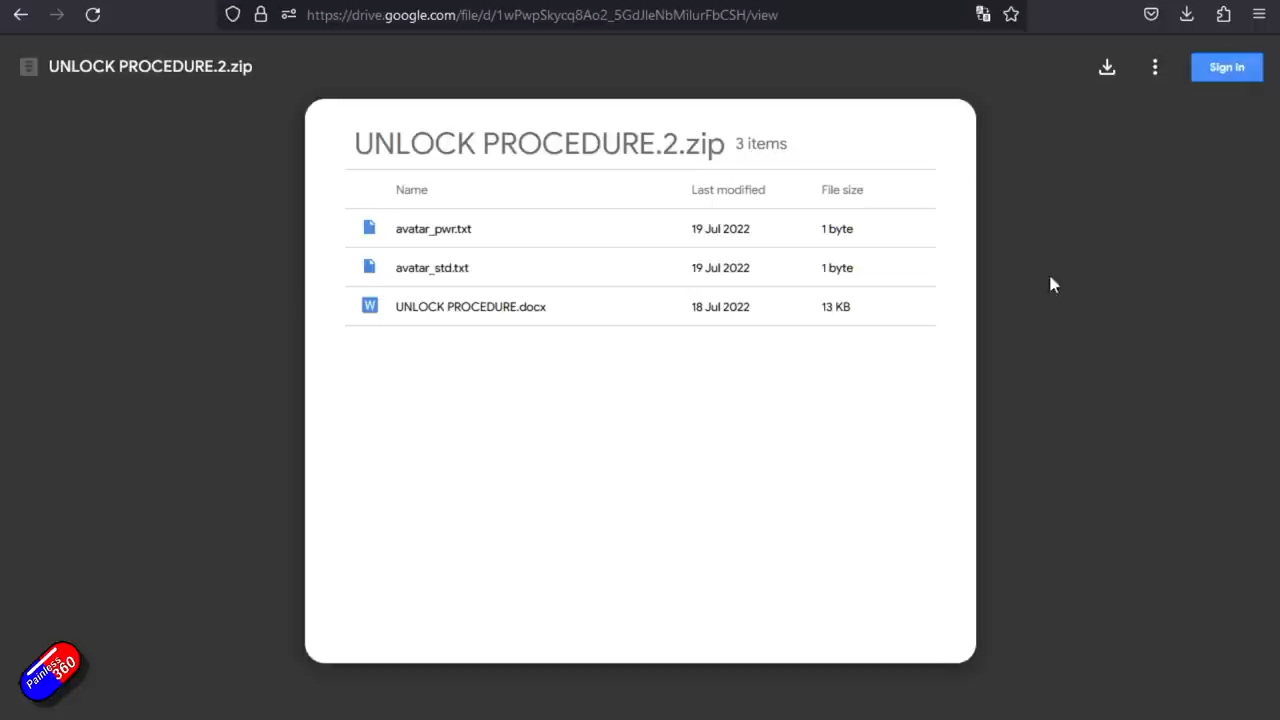 https://drive.google.com/file/d/1wPwpSkycq8Ao2_5GdJleNbMilurFbCSH/view
UNLOCK PROCEDURE.2.zip
Sign in
UNLOCK PROCEDURE.2.zip 3 items
Name Last modified File size
avatar_pwr.txt 19 Jul 2022 1 byte
avatar_std.txt 19 Jul 2022 1 byte
W UNLOCK PROCEDURE.docx 18 Jul 2022 13 KB
Painless
360